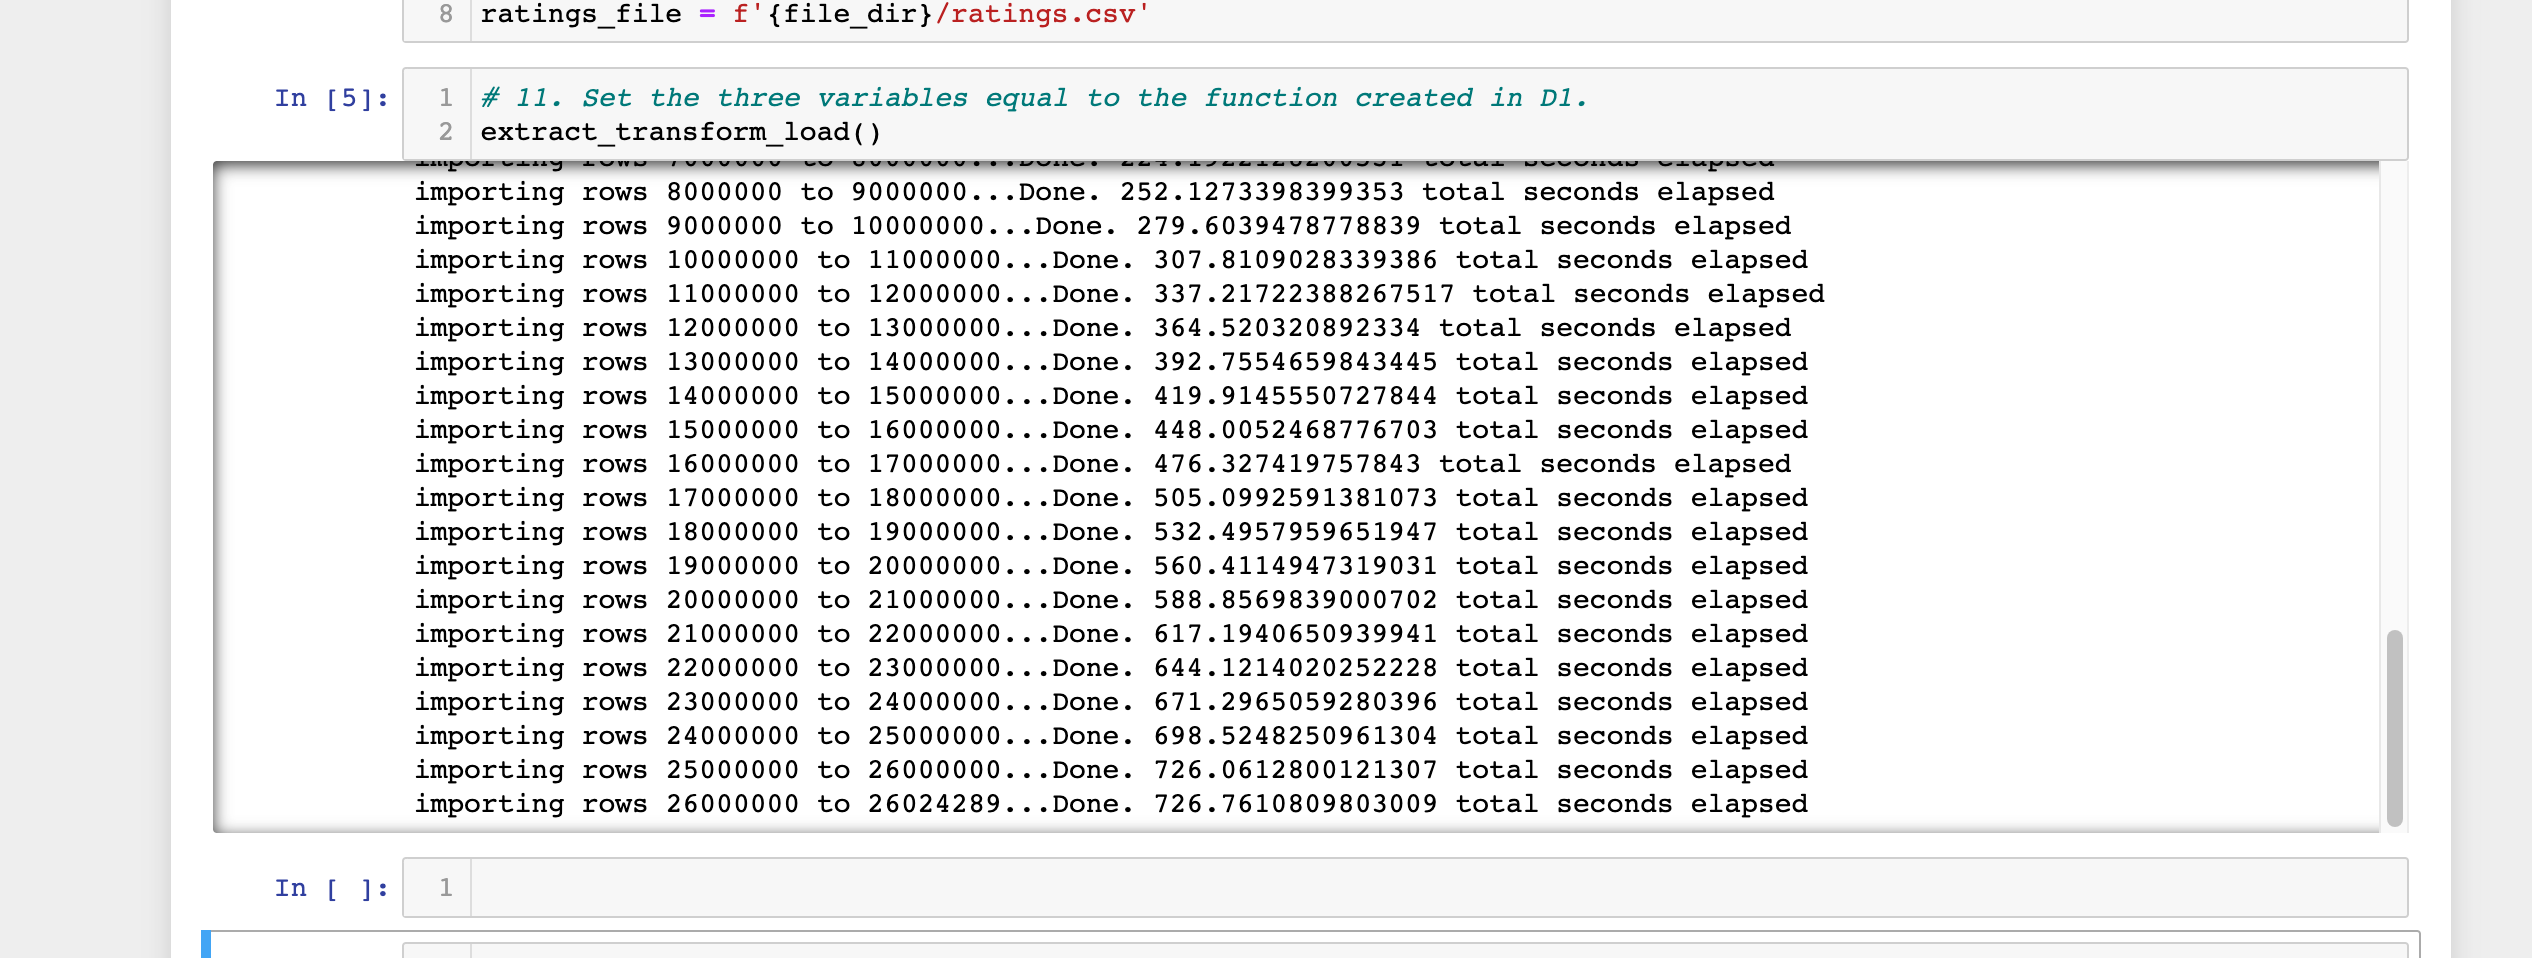 8 ratings_file = f'{file_dir}/ratings.csv'
In [5]: 1 # 11. Set the three variables equal to the function created in D1.
2 extract_transform_load()
importing rows 7000000 to 8000000...Done. 224.1922126200531 total seconds elapsed
importing rows 8000000 to 9000000...Done. 252.1273398399353 total seconds elapsed
importing rows 9000000 to 10000000...Done. 279.6039478778839 total seconds elapsed
importing rows 10000000 to 11000000...Done. 307.8109028339386 total seconds elapsed
importing rows 11000000 to 12000000...Done. 337.21722388267517 total seconds elapsed
importing rows 12000000 to 13000000...Done. 364.520320892334 total seconds elapsed
importing rows 13000000 to 14000000...Done. 392.7554659843445 total seconds elapsed
importing rows 14000000 to 15000000...Done. 419.9145550727844 total seconds elapsed
importing rows 15000000 to 16000000...Done. 448.0052468776703 total seconds elapsed
importing rows 16000000 to 17000000...Done. 476.327419757843 total seconds elapsed
importing rows 17000000 to 18000000...Done. 505.0992591381073 total seconds elapsed
importing rows 18000000 to 19000000...Done. 532.4957959651947 total seconds elapsed
importing rows 19000000 to 20000000...Done. 560.4114947319031 total seconds elapsed
importing rows 20000000 to 21000000...Done. 588.8569839000702 total seconds elapsed
importing rows 21000000 to 22000000...Done. 617.1940650939941 total seconds elapsed
importing rows 22000000 to 23000000...Done. 644.1214020252228 total seconds elapsed
importing rows 23000000 to 24000000...Done. 671.2965059280396 total seconds elapsed
importing rows 24000000 to 25000000...Done. 698.5248250961304 total seconds elapsed
importing rows 25000000 to 26000000...Done. 726.0612800121307 total seconds elapsed
importing rows 26000000 to 26024289...Done. 726.7610809803009 total seconds elapsed
In [ ]: 1